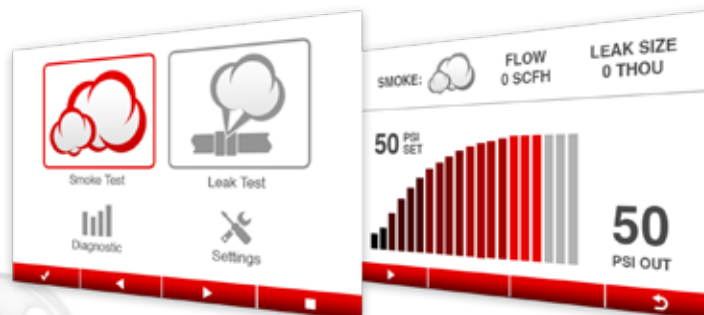 Smoke Test
Leak Test
Diagnostic
Settings
SMOKE:
FLOW
0 SCFH
LEAK SIZE
0 THOU
50 PSI SET
50
PSI OUT